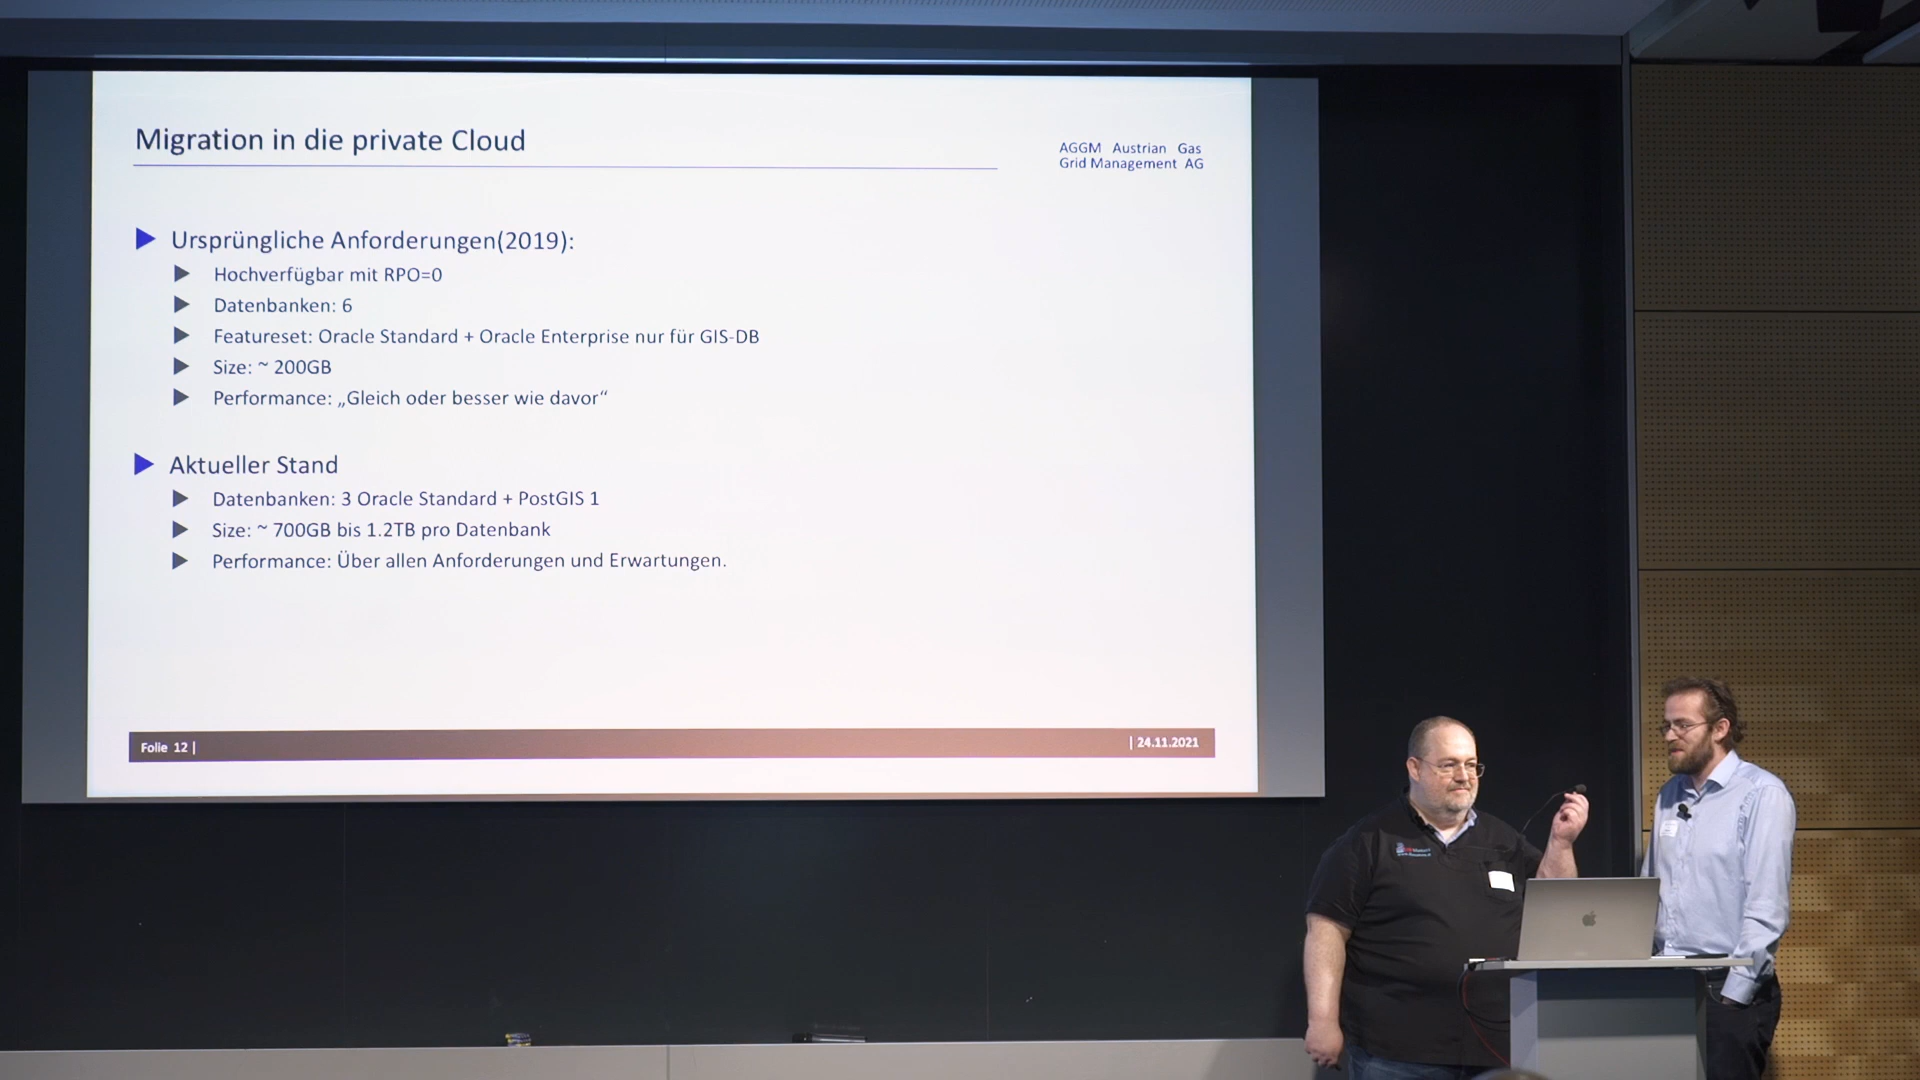 Migration in die private Cloud
AGGM Austrian Gas
Grid Management AG
Ursprüngliche Anforderungen(2019):
Hochverfügbar mit RPO=0
Datenbanken: 6
Featureset: Oracle Standard + Oracle Enterprise nur für GIS-DB
Size: ~ 200GB
Performance: „Gleich oder besser wie davor“
Aktueller Stand
Datenbanken: 3 Oracle Standard + PostGIS 1
Size: ~ 700GB bis 1.2TB pro Datenbank
Performance: Über allen Anforderungen und Erwartungen.
Folie 12 |
| 24.11.2021